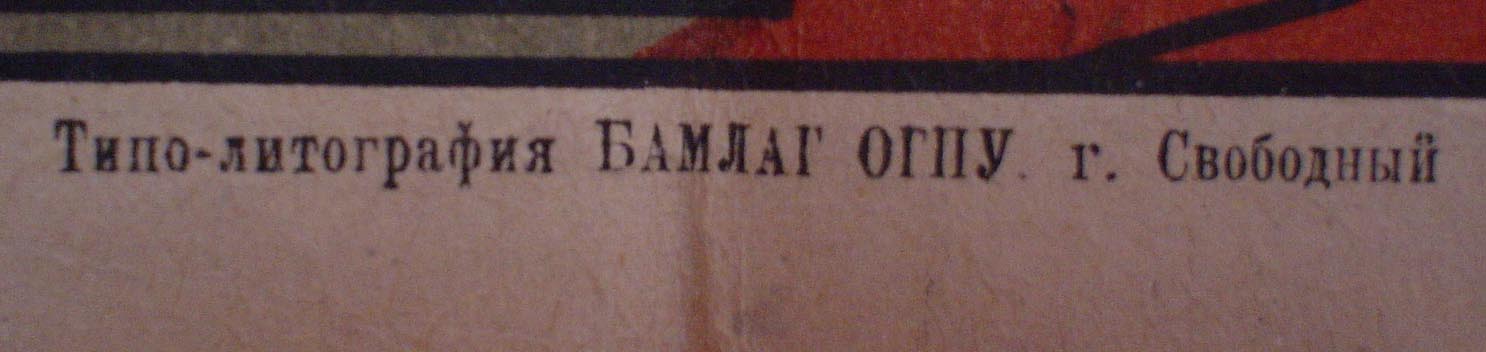 Типо-литография БАМЛАГ ОГПУ. г. Свободный